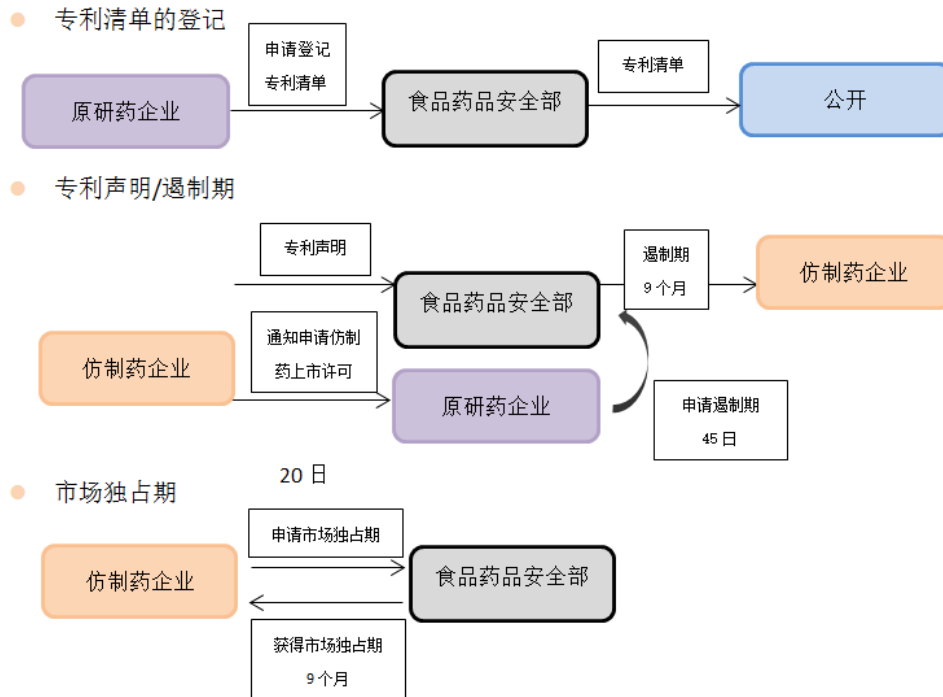 专利清单的登记
申请登记
专利清单
专利清单
原研药企业
食品药品安全部
公开
专利声明/遏制期
专利声明
遏制期
9个月
仿制药企业
食品药品安全部
通知申请仿制
药上市许可
仿制药企业
原研药企业
申请遏制期
45日
20日
市场独占期
申请市场独占期
仿制药企业
食品药品安全部
获得市场独占期
9个月